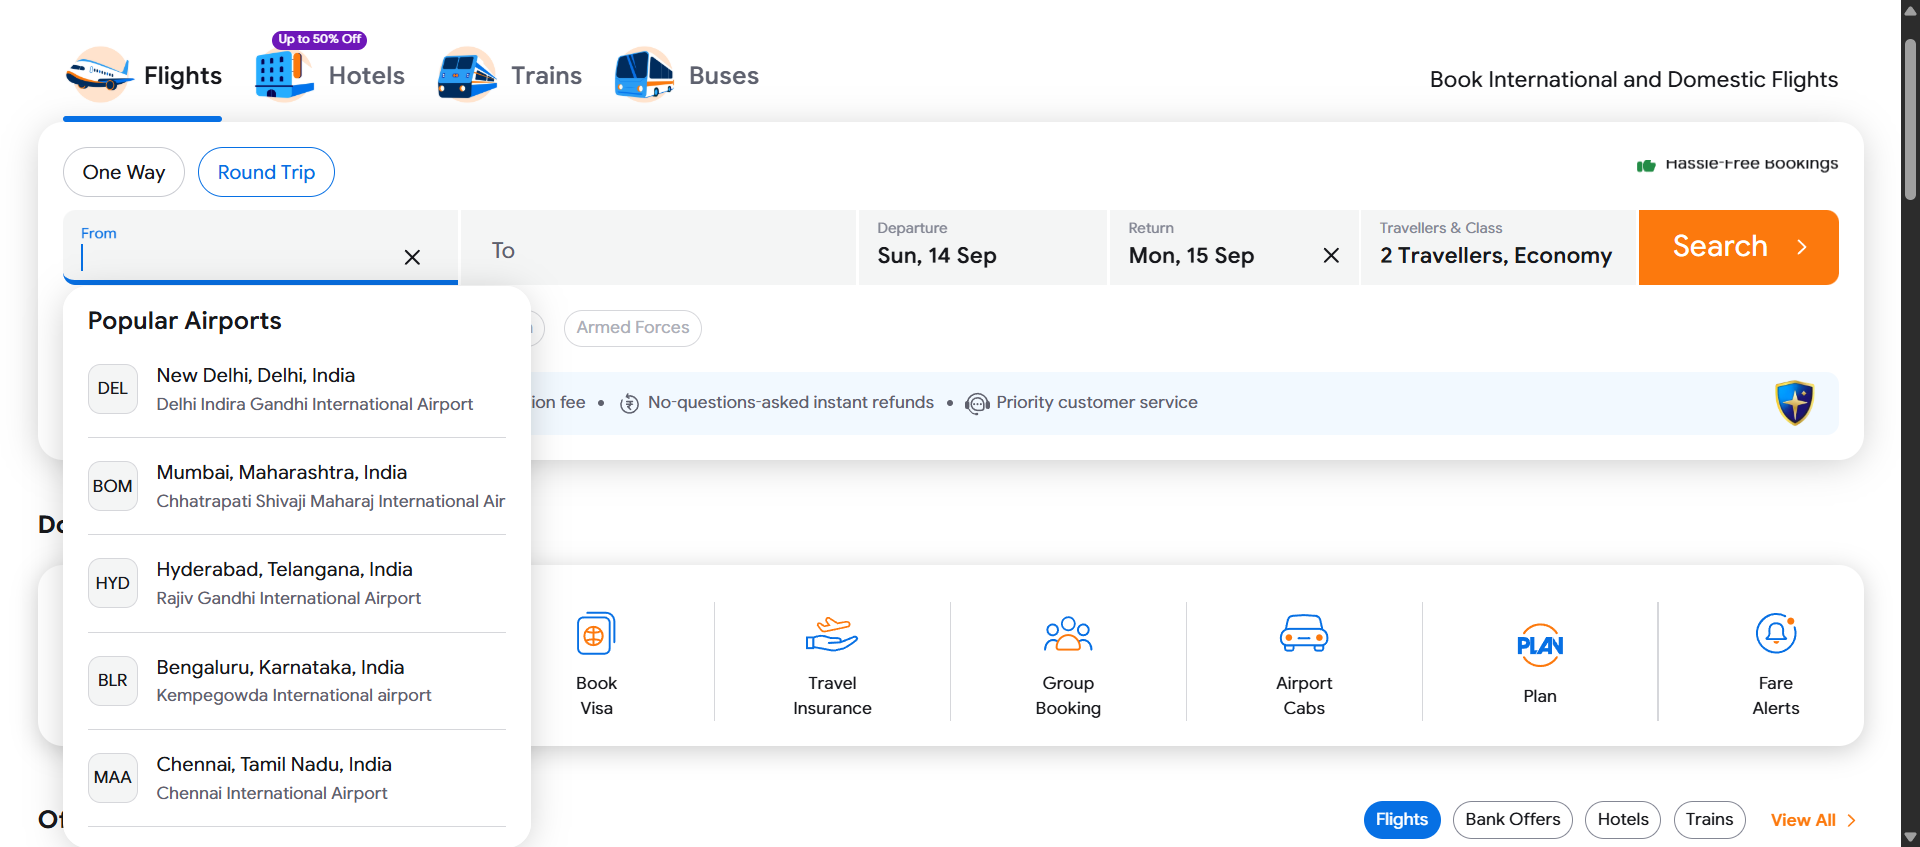 Up to 50% Off
Flights
Hotels
Trains
Buses
Book International and Domestic Flights
One Way
Round Trip
Hassle-Free Bookings
From
To
Departure
Sun, 14 Sep
Return
Mon, 15 Sep
Travellers & Class
2 Travellers, Economy
Search
Popular Airports
Armed Forces
DEL
New Delhi, Delhi, India
Delhi Indira Gandhi International Airport
ion fee • No-questions-asked instant refunds • Priority customer service
BOM
Mumbai, Maharashtra, India
Chhatrapati Shivaji Maharaj International Air
Do
HYD
Hyderabad, Telangana, India
Rajiv Gandhi International Airport
BLR
Bengaluru, Karnataka, India
Kempegowda International airport
MAA
Chennai, Tamil Nadu, India
Chennai International Airport
Book
Visa
Travel
Insurance
Group
Booking
Airport
Cabs
PLAN
Plan
Fare
Alerts
Of
Flights
Bank Offers
Hotels
Trains
View All